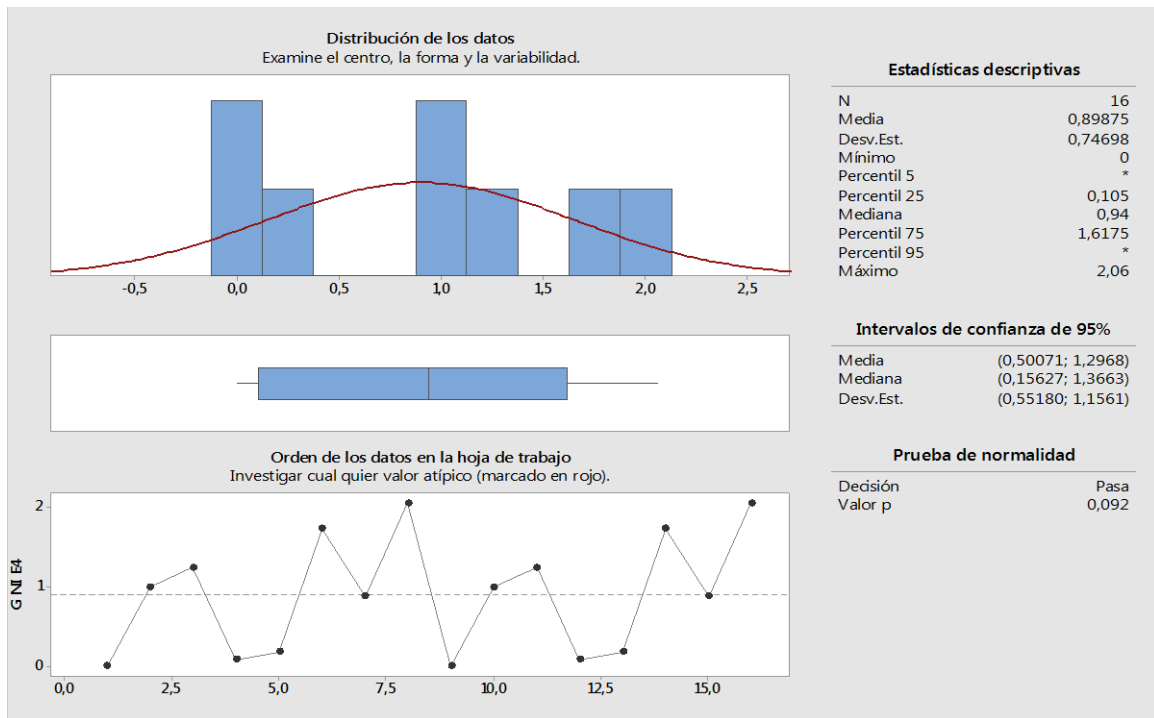 Distribución de los datos
Examine el centro, la forma y la variabilidad.
-0,5 0,0 0,5 1,0 1,5 2,0 2,5
Orden de los datos en la hoja de trabajo
Investigar cual quier valor atípico (marcado en rojo).
2
1
0
G NI E4
0,0 2,5 5,0 7,5 10,0 12,5 15,0
Estadísticas descriptivas
N 16
Media 0,89875
Desv.Est. 0,74698
Mínimo 0
Percentil 5 *
Percentil 25 0,105
Mediana 0,94
Percentil 75 1,6175
Percentil 95 *
Máximo 2,06
Intervalos de confianza de 95%
Media (0,50071; 1,2968)
Mediana (0,15627; 1,3663)
Desv.Est. (0,55180; 1,1561)
Prueba de normalidad
Decisión Pasa
Valor p 0,092